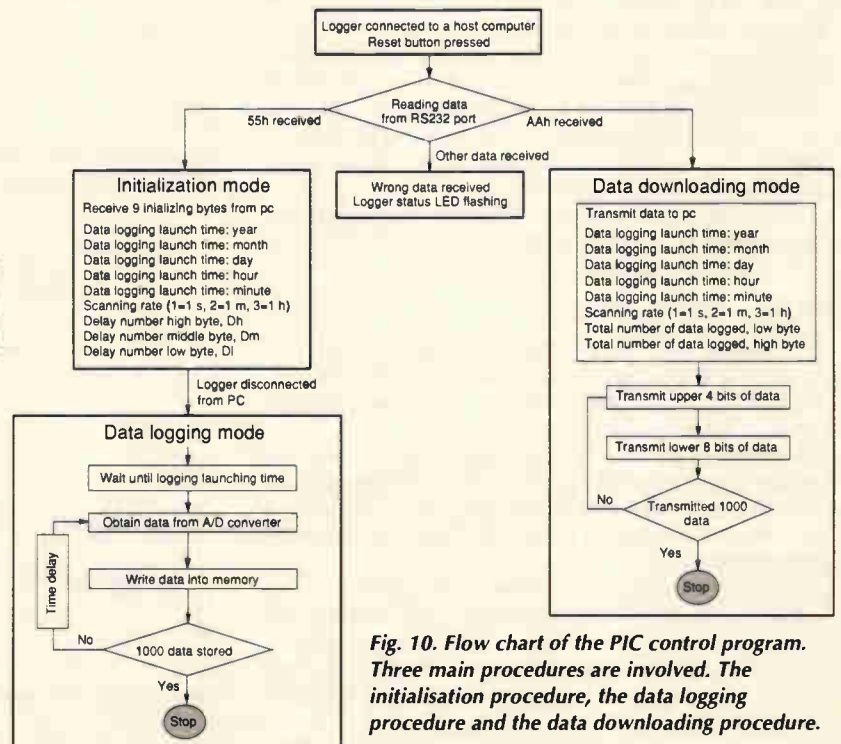 Logger connected to a host computer
Reset button pressed
Reading data
from RS232 port
55h received
AAh received
Other data received
Wrong data received
Logger status LED flashing
Initialization mode
Receive 9 inializing bytes from pc
Data logging launch time: year
Data logging launch time: month
Data logging launch time: day
Data logging launch time: hour
Data logging launch time: minute
Scanning rate (1=1 s, 2=1 m, 3=1 h)
Delay number high byte, Dh
Delay number middle byte, Dm
Delay number low byte, Dl
Logger disconnected
from PC
Data logging mode
Wait until logging launching time
Obtain data from A/D converter
Time delay
Write data into memory
No
1000 data stored
Yes
Stop
Data downloading mode
Transmit data to pc
Data logging launch time: year
Data logging launch time: month
Data logging launch time: day
Data logging launch time: hour
Data logging launch time: minute
Scanning rate (1=1 s, 2=1 m, 3=1 h)
Total number of data logged, low byte
Total number of data logged, high byte
Transmit upper 4 bits of data
Transmit lower 8 bits of data
No
Transmitted 1000
data
Yes
Stop
Fig. 10. Flow chart of the PIC control program.
Three main procedures are involved. The
initialisation procedure, the data logging
procedure and the data downloading procedure.